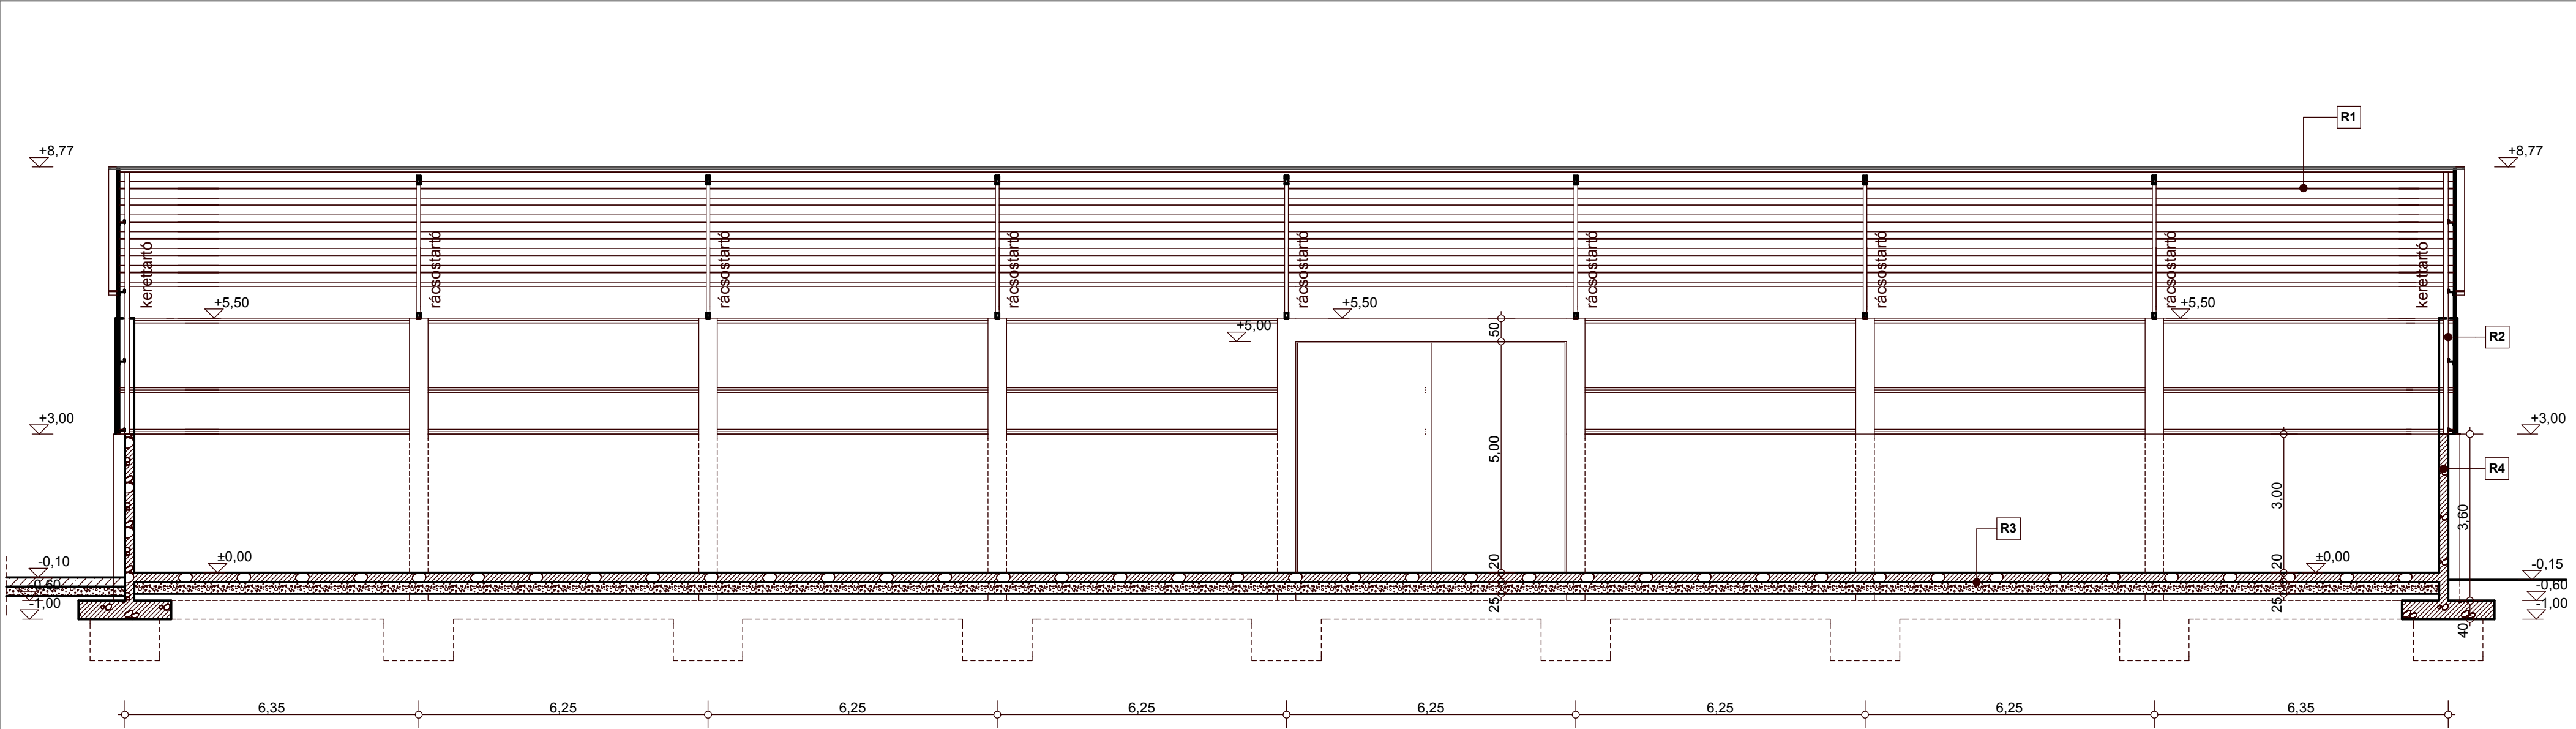 R1
+8,77
+8,77
kerettartó
rácsostartó
rácsostartó
rácsostartó
rácsostartó
rácsostartó
rácsostartó
rácsostartó
kerettartó
+5,50
+5,50
+5,50
+5,00
50
R2
+3,00
+3,00
5,00
R4
3,00
3,60
R3
±0,00
±0,00
-0,10
-0,60
-1,00
20
25
20
25
-0,15
-0,60
-1,00
40
6,35
6,25
6,25
6,25
6,25
6,25
6,25
6,35